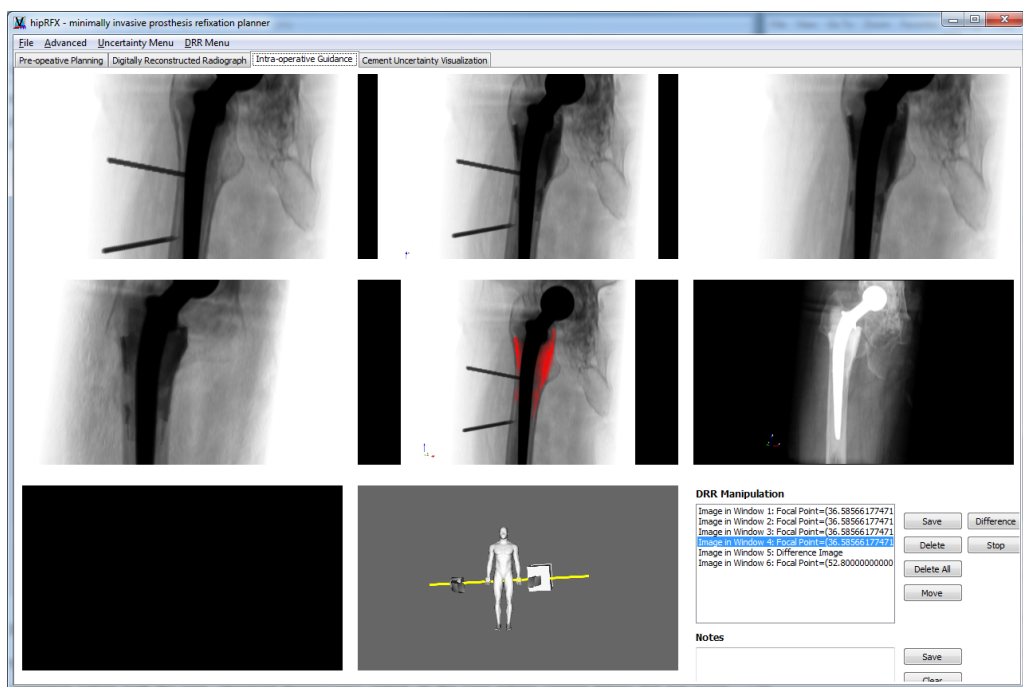 hipRFX - minimally invasive prosthesis refixation planner
File Advanced Uncertainty Menu DRR Menu
Pre-opeative Planning Digitally Reconstructed Radiograph Intra-operative Guidance Cement Uncertainty Visualization
DRR Manipulation
Image in Window 1: Focal Point=(36.58566177471
Image in Window 2: Focal Point=(36.58566177471
Image in Window 3: Focal Point=(36.58566177471
Image in Window 4: Focal Point=(36.58566177471
Image in Window 5: Difference Image
Image in Window 6: Focal Point=(52.80000000000
Save Difference
Delete Stop
Delete All
Move
Notes
Save
Clear